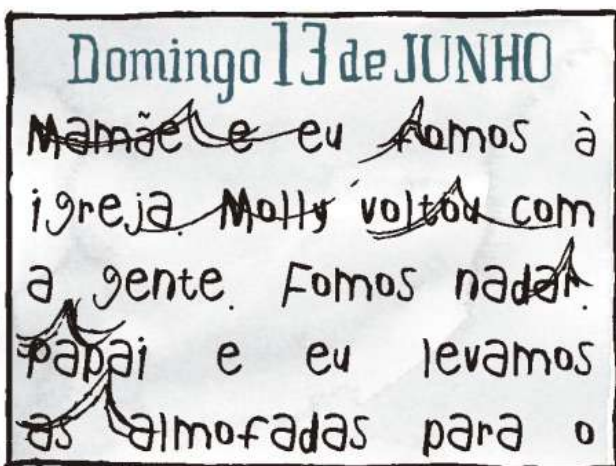 Domingo 13 de JUNHO
Mamãe e eu fomos à
igreja. Molly voltou com
a gente. Fomos nadar.
papai e eu levamos
as almofadas para o